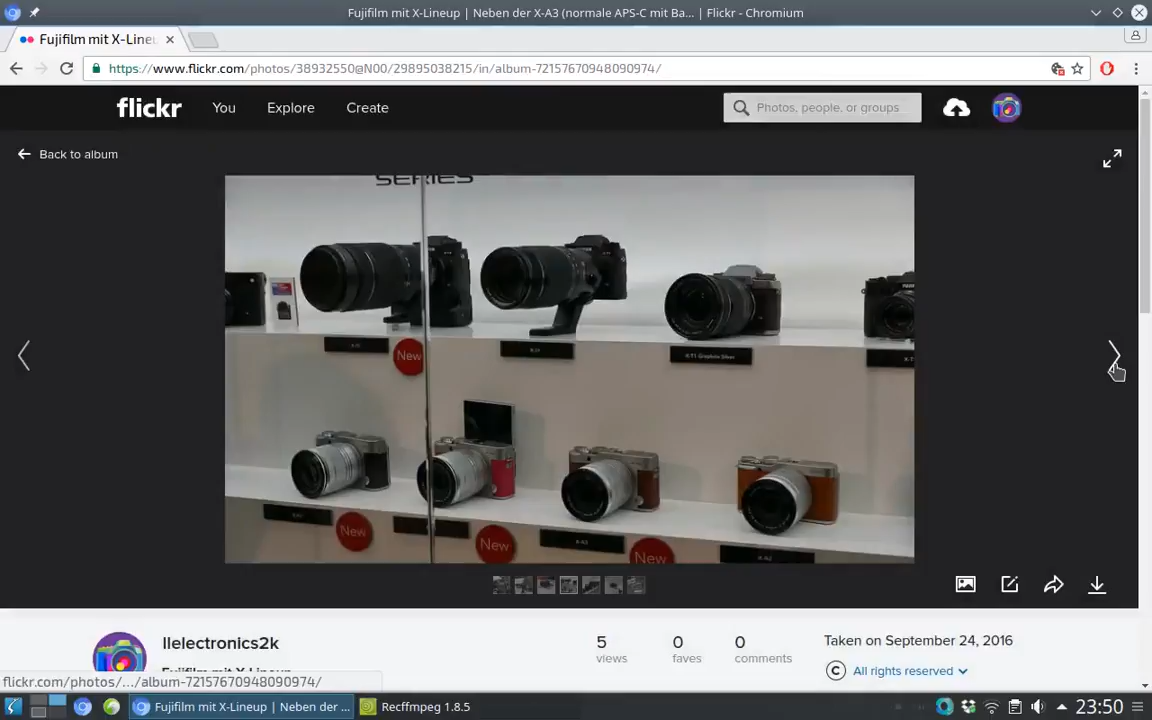 Fujifilm mit X-Lineup | Neben der X-A3 (normale APS-C mit Ba... | Flickr - Chromium
Fujifilm mit X-Line
https://www.flickr.com/photos/38932550@N00/29895038215/in/album-72157670948090974/
flickr
You
Explore
Create
Photos, people, or groups
Back to album
SERIES
New
X-T1 Graphite Silver
New
New
New
llelectronics2k
5
views
0
faves
0
comments
Taken on September 24, 2016
Fujifilm mit X-Lineup
All rights reserved
flickr.com/photos/.../album-72157670948090974/
Fujifilm mit X-Lineup | Neben der ...
Recffmpeg 1.8.5
23:50